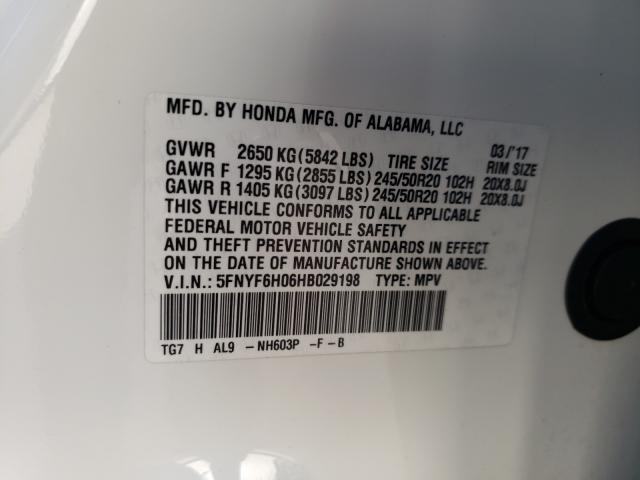 MFD. BY HONDA MFG. OF ALABAMA, LLC
03/'17
GVWR 2650 KG(5842 LBS) TIRE SIZE RIM SIZE
GAWR F 1295 KG(2855 LBS) 245/50R20 102H 20X8.0J
GAWR R 1405 KG(3097 LBS) 245/50R20 102H 20X8.0J
THIS VEHICLE CONFORMS TO ALL APPLICABLE
FEDERAL MOTOR VEHICLE SAFETY
AND THEFT PREVENTION STANDARDS IN EFFECT
ON THE DATE OF MANUFACTURE SHOWN ABOVE.
V.I.N.: 5FNYF6H06HB029198 TYPE: MPV
TG7 H AL9 -NH603P -F-B